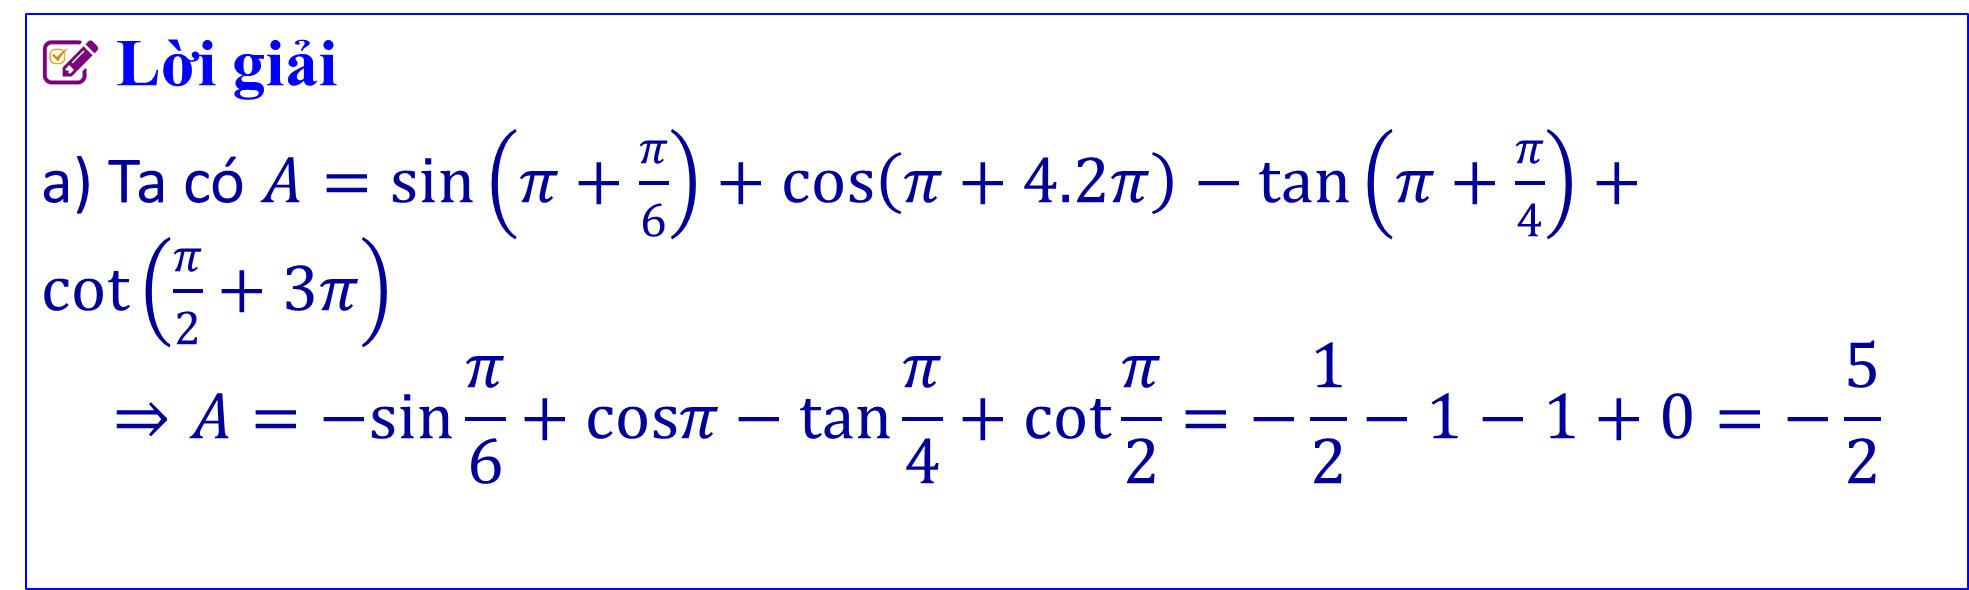 Lời giải
a) Ta có A = sin(π + π/6) + cos(π + 4.2π) − tan(π + π/4) +
cot(π/2 + 3π)
⇒ A = −sin π/6 + cosπ − tan π/4 + cot π/2 = − 1/2 − 1 − 1 + 0 = − 5/2